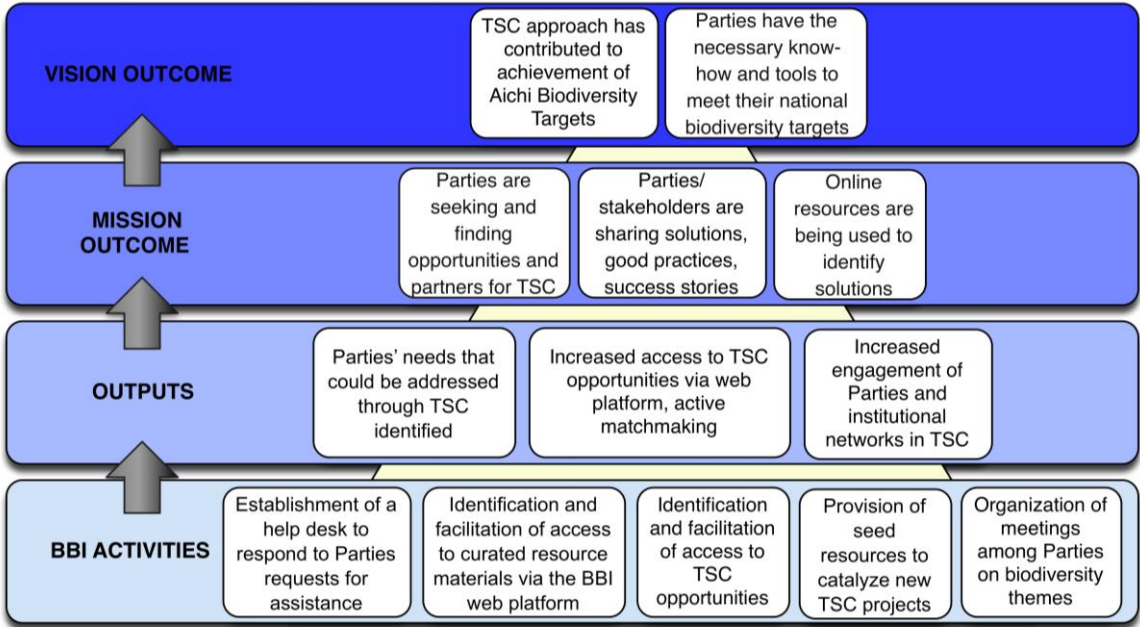 VISION OUTCOME
TSC approach has
contributed to
achievement of
Aichi Biodiversity
Targets
Parties have the
necessary know-
how and tools to
meet their national
biodiversity targets
MISSION
OUTCOME
Parties are
seeking and
finding
opportunities and
partners for TSC
Parties/
stakeholders are
sharing solutions,
good practices,
success stories
Online
resources are
being used to
identify
solutions
OUTPUTS
Parties' needs that
could be addressed
through TSC
identified
Increased access to TSC
opportunities via web
platform, active
matchmaking
Increased
engagement of
Parties and
institutional
networks in TSC
BBI ACTIVITIES
Establishment of a
help desk to
respond to Parties
requests for
assistance
Identification and
facilitation of access
to curated resource
materials via the BBI
web platform
Identification
and facilitation
of access to
TSC
opportunities
Provision of
seed
resources to
catalyze new
TSC projects
Organization of
meetings
among Parties
on biodiversity
themes